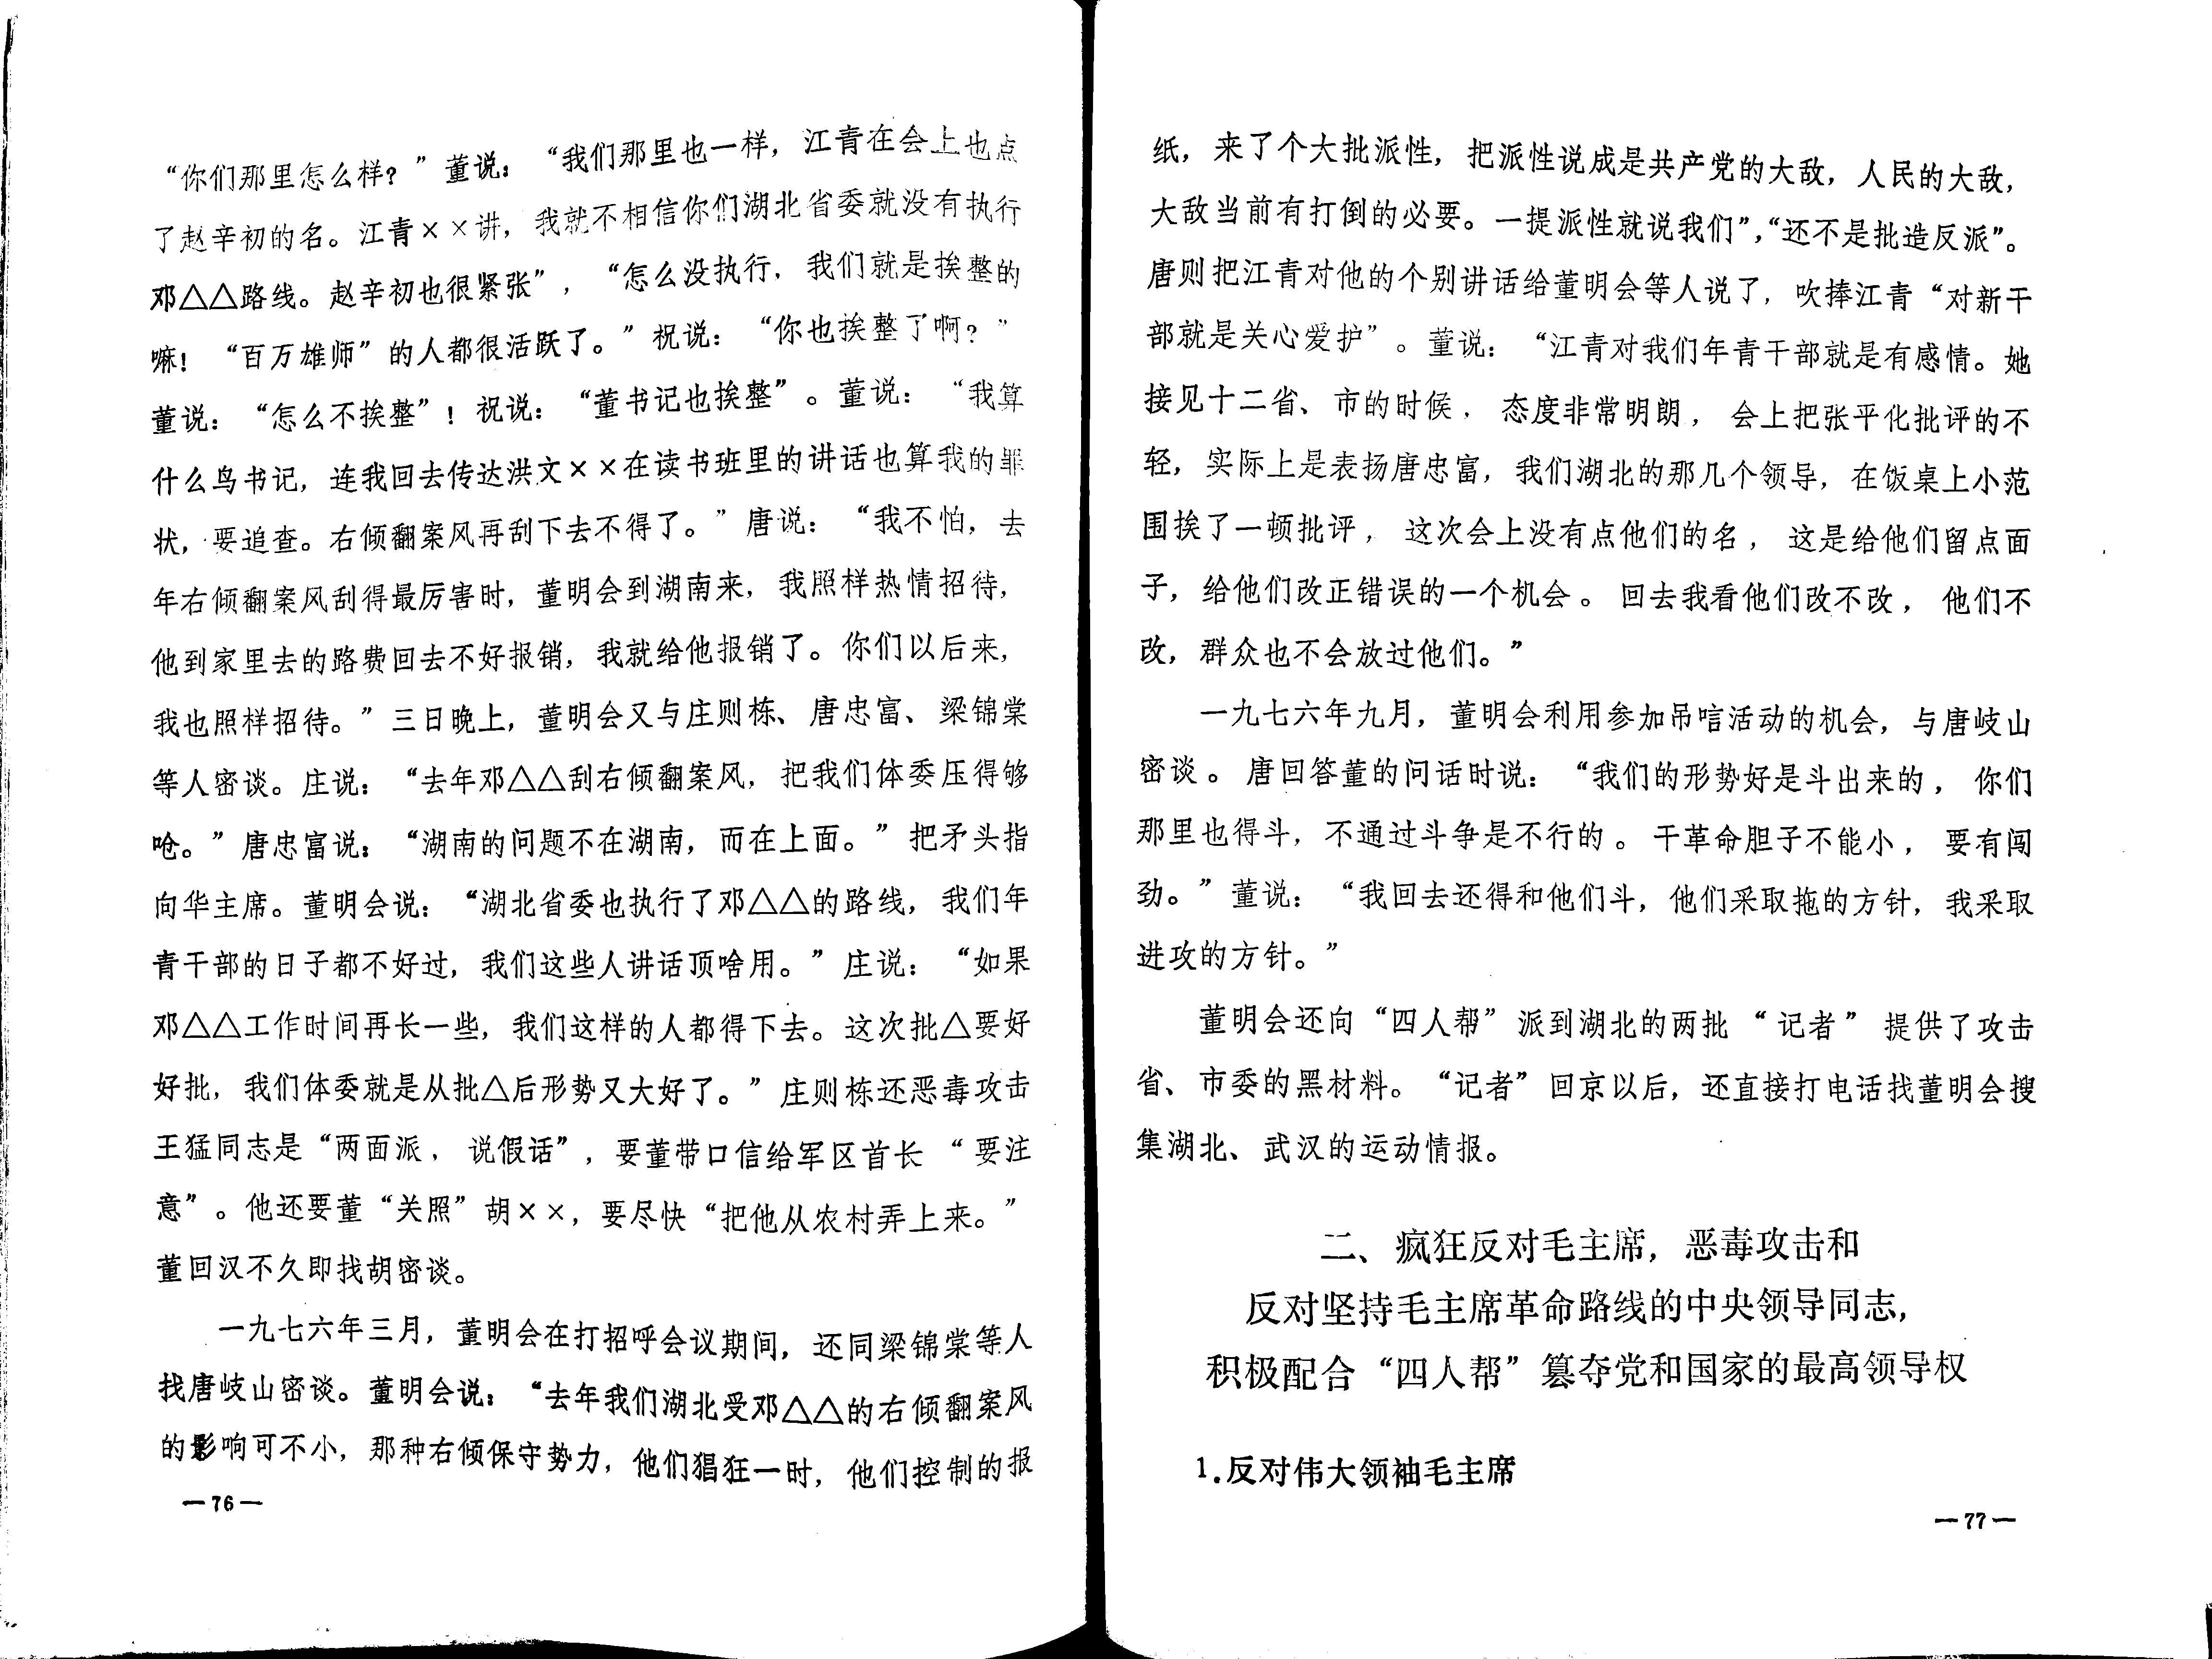 “你们那里怎么样？”董说：“我们那里也一样，江青在会上也点
了赵辛初的名。江青××讲，我就不相信你们湖北省委就没有执行
邓△△路线。赵辛初也很紧张”，“怎么没执行，我们就是挨整的
嘛！“百万雄师”的人都很活跃了。”祝说：“你也挨整了啊？”
董说：“怎么不挨整”！祝说：“董书记也挨整”。董说：“我算
什么鸟书记，连我回去传达洪文××在读书班里的讲话也算我的罪
状，要追查。右倾翻案风再刮下去不得了。”唐说：“我不怕，去
年右倾翻案风刮得最厉害时，董明会到湖南来，我照样热情招待，
他到家里去的路费回去不好报销，我就给他报销了。你们以后来，
我也照样招待。”三日晚上，董明会又与庄则栋、唐忠富、梁锦棠
等人密谈。庄说：“去年邓△△刮右倾翻案风，把我们体委压得够
呛。”唐忠富说：“湖南的问题不在湖南，而在上面。”把矛头指
向华主席。董明会说：“湖北省委也执行了邓△△的路线，我们年
青干部的日子都不好过，我们这些人讲话顶啥用。”庄说：“如果
邓△△工作时间再长一些，我们这样的人都得下去。这次批△要好
好批，我们体委就是从批△后形势又大好了。”庄则栋还恶毒攻击
王猛同志是“两面派，说假话”，要董带口信给军区首长“要注
意”。他还要董“关照”胡××，要尽快“把他从农村弄上来。”
董回汉不久即找胡密谈。
一九七六年三月，董明会在打招呼会议期间，还同梁锦棠等人
找唐岐山密谈。董明会说：“去年我们湖北受邓△△的右倾翻案风
的影响可不小，那种右倾保守势力，他们猖狂一时，他们控制的报
—76—
纸，来了个大批派性，把派性说成是共产党的大敌，人民的大敌，
大敌当前有打倒的必要。一提派性就说我们”，“还不是批造反派”。
唐则把江青对他的个别讲话给董明会等人说了，吹捧江青“对新干
部就是关心爱护”。董说：“江青对我们年青干部就是有感情。她
接见十二省、市的时候，态度非常明朗，会上把张平化批评的不
轻，实际上是表扬唐忠富，我们湖北的那几个领导，在饭桌上小范
围挨了一顿批评，这次会上没有点他们的名，这是给他们留点面
子，给他们改正错误的一个机会。回去我看他们改不改，他们不
改，群众也不会放过他们。”
一九七六年九月，董明会利用参加吊唁活动的机会，与唐岐山
密谈。唐回答董的问话时说：“我们的形势好是斗出来的，你们
那里也得斗，不通过斗争是不行的。干革命胆子不能小，要有闯
劲。”董说：“我回去还得和他们斗，他们采取拖的方针，我采取
进攻的方针。”
董明会还向“四人帮”派到湖北的两批“记者”提供了攻击
省、市委的黑材料。“记者”回京以后，还直接打电话找董明会搜
集湖北、武汉的运动情报。
二、疯狂反对毛主席，恶毒攻击和
反对坚持毛主席革命路线的中央领导同志，
积极配合“四人帮”篡夺党和国家的最高领导权
1.反对伟大领袖毛主席
—77—